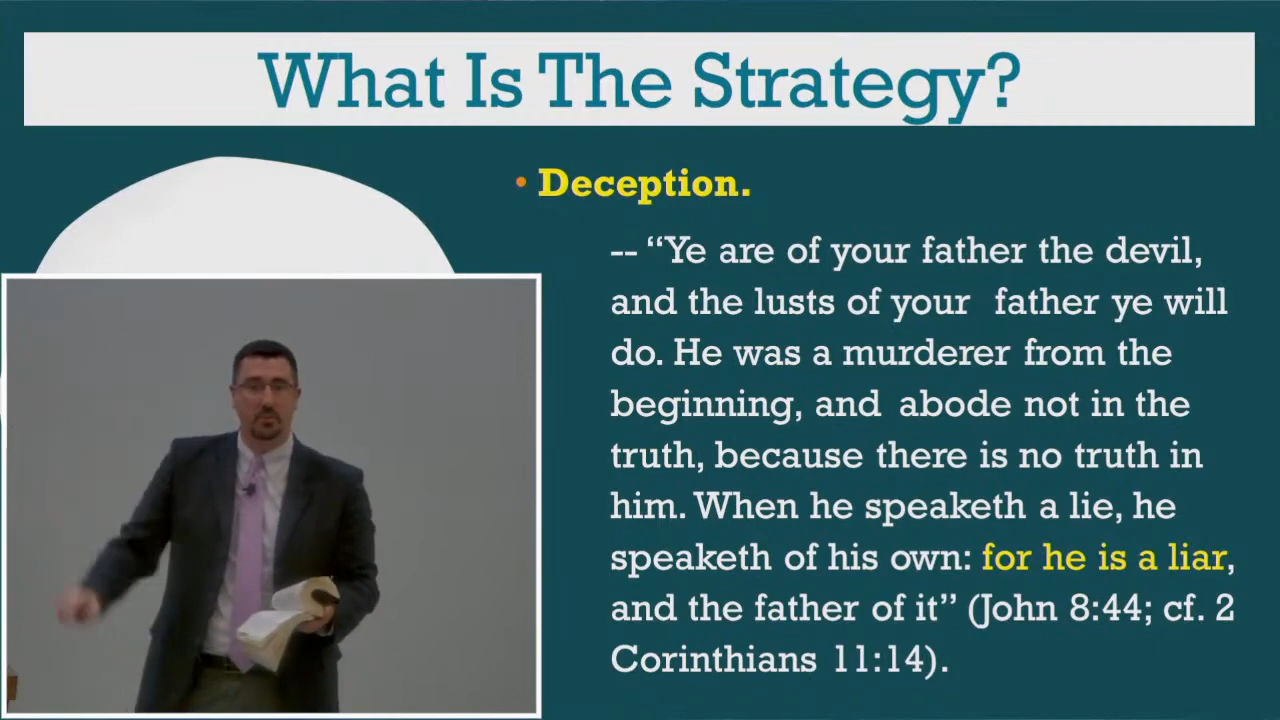 What Is The Strategy?
• Deception.
-- “Ye are of your father the devil,
and the lusts of your father ye will
do. He was a murderer from the
beginning, and abode not in the
truth, because there is no truth in
him. When he speaketh a lie, he
speaketh of his own: for he is a liar,
and the father of it” (John 8:44; cf. 2
Corinthians 11:14).